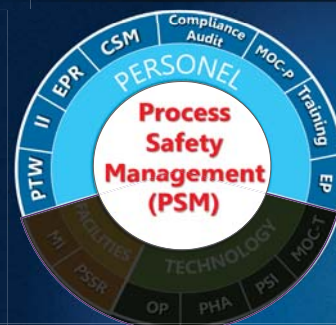 Process
Safety
Management
(PSM)
PERSONEL
PTW
II
EPR
CSM
Compliance
Audit
MOC-P
Training
EP
FACILITIES
MI
PSSR
TECHNOLOGY
OP
PHA
PSI
MOC-T